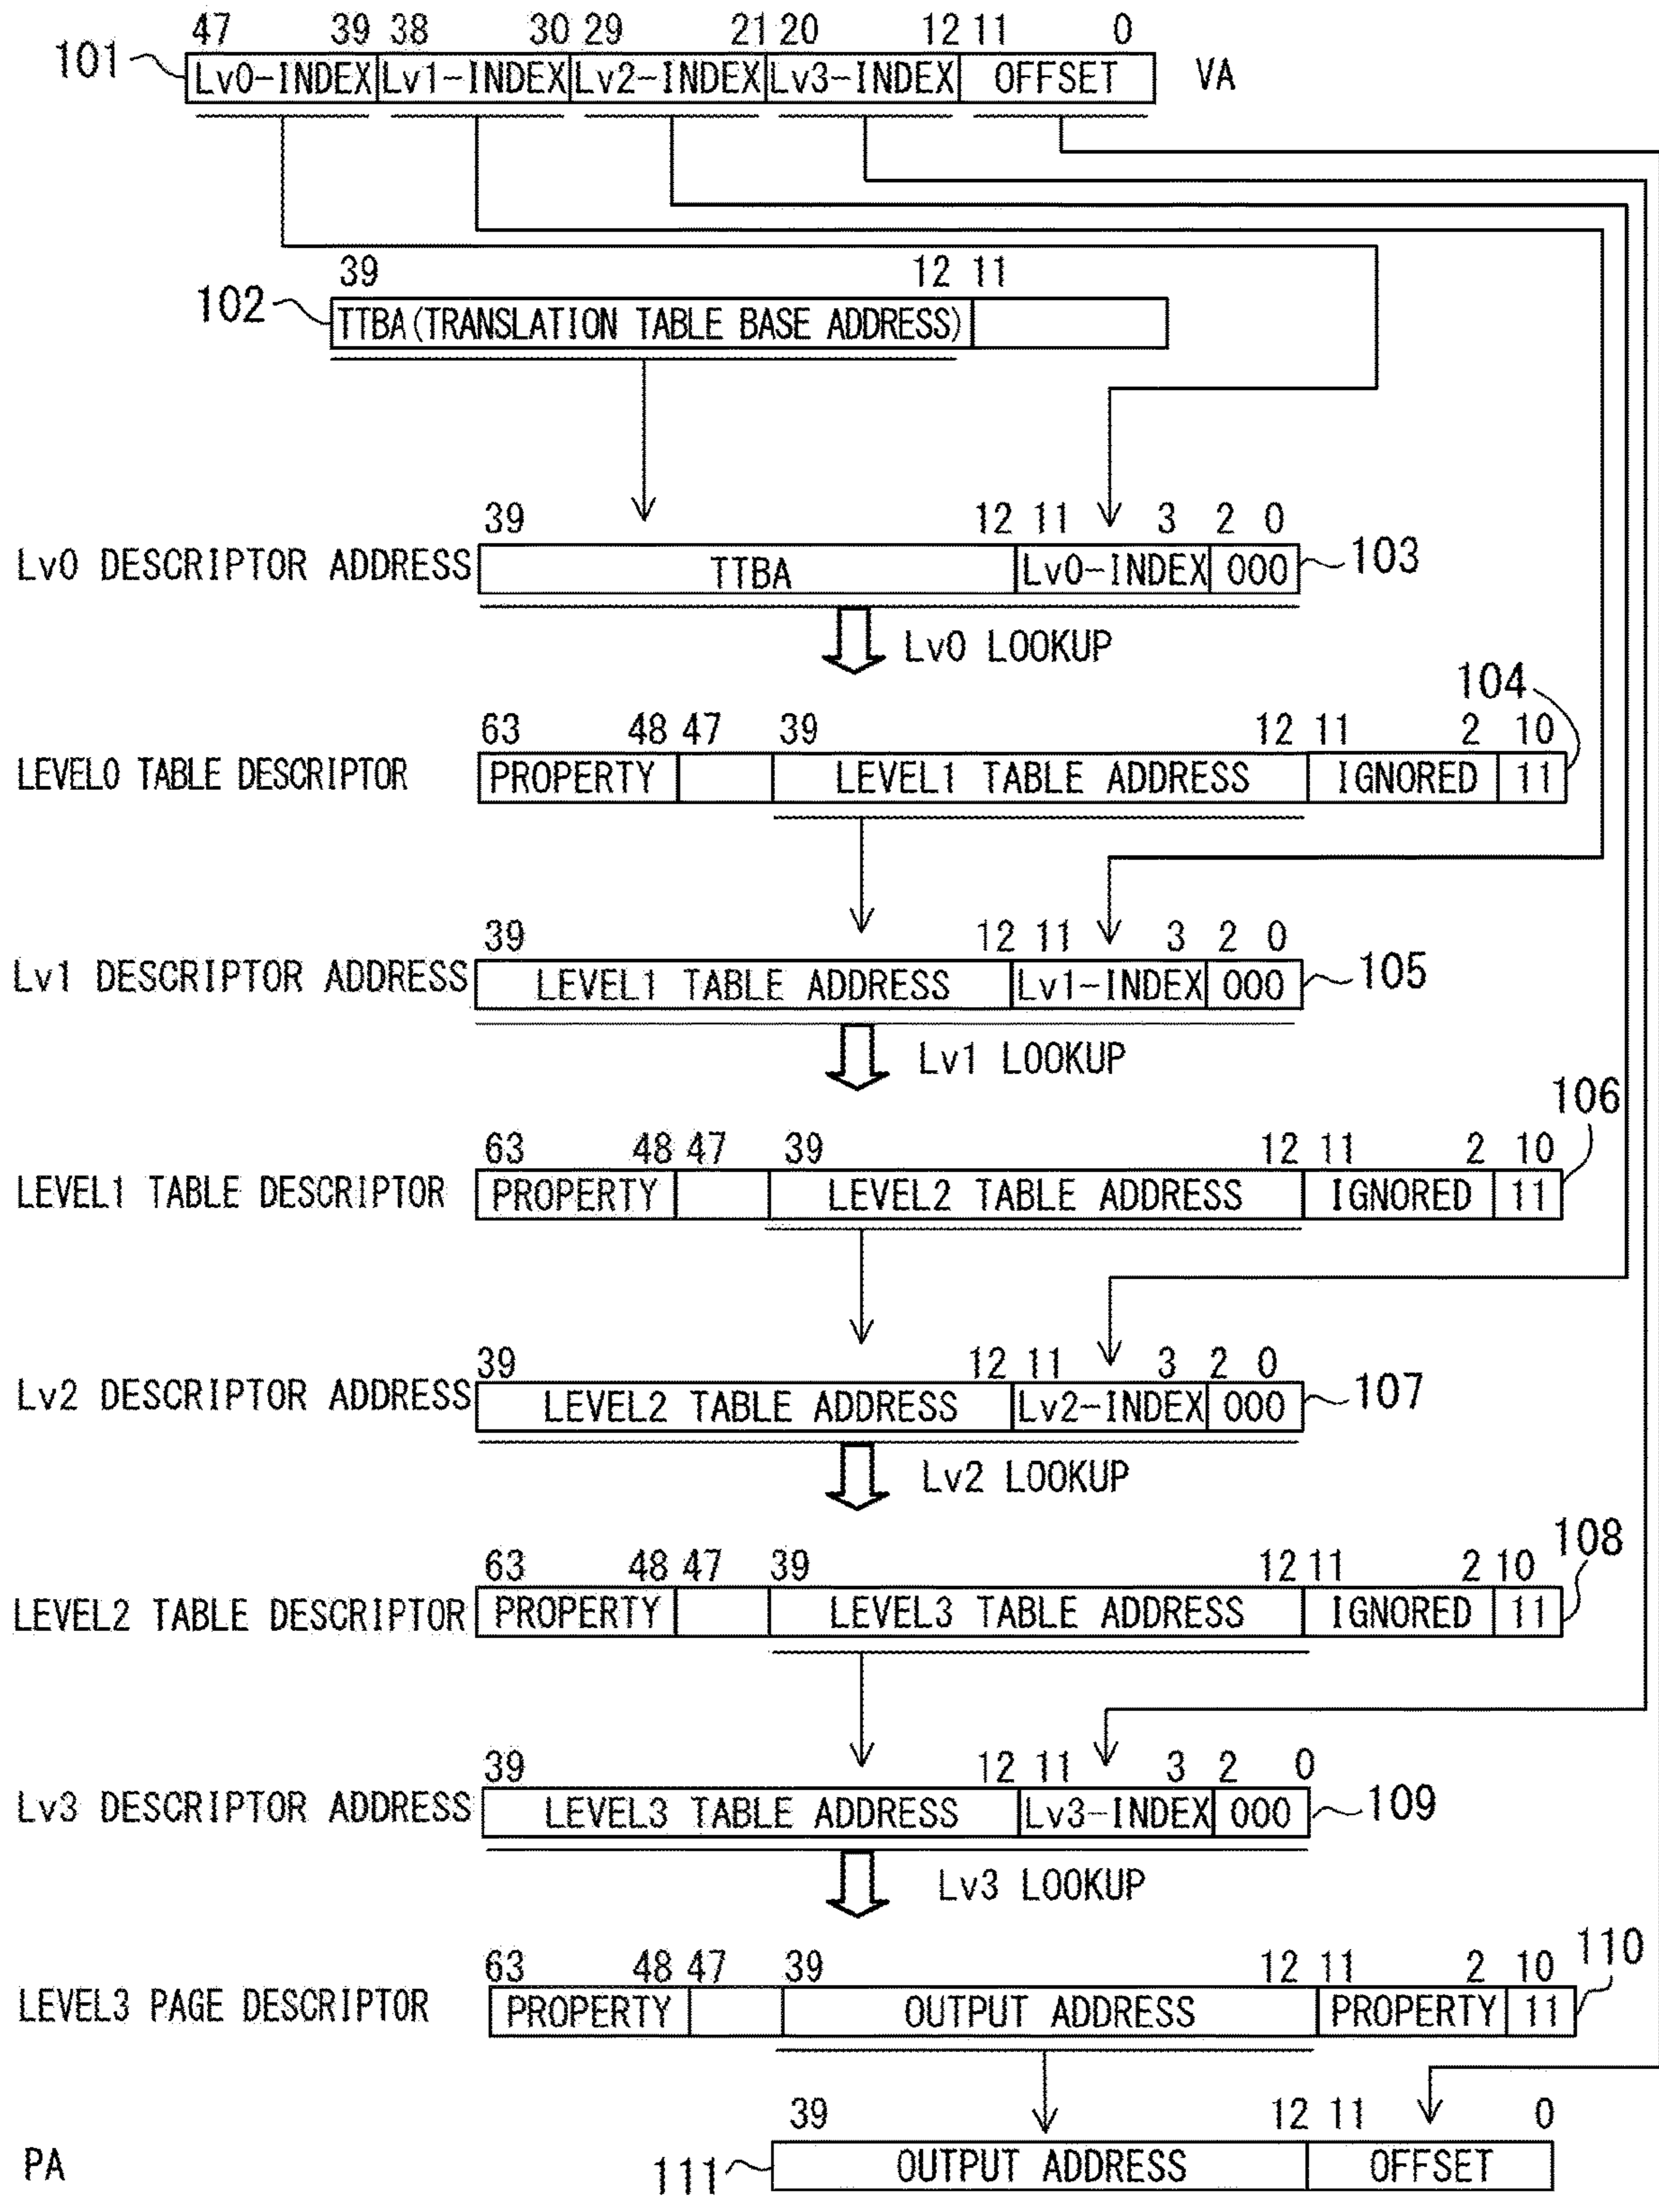 47 39 38 30 29 21 20 12 11 0
101 Lv0-INDEX Lv1-INDEX Lv2-INDEX Lv3-INDEX OFFSET VA
39 12 11
102 TTBA(TRANSLATION TABLE BASE ADDRESS)
39 12 11 3 2 0
Lv0 DESCRIPTOR ADDRESS TTBA Lv0-INDEX 000 103
Lv0 LOOKUP
104
63 48 47 39 12 11 2 10
LEVEL0 TABLE DESCRIPTOR PROPERTY LEVEL1 TABLE ADDRESS IGNORED 11
39 12 11 3 2 0
Lv1 DESCRIPTOR ADDRESS LEVEL1 TABLE ADDRESS Lv1-INDEX 000 105
Lv1 LOOKUP
106
63 48 47 39 12 11 2 10
LEVEL1 TABLE DESCRIPTOR PROPERTY LEVEL2 TABLE ADDRESS IGNORED 11
39 12 11 3 2 0
Lv2 DESCRIPTOR ADDRESS LEVEL2 TABLE ADDRESS Lv2-INDEX 000 107
Lv2 LOOKUP
108
63 48 47 39 12 11 2 10
LEVEL2 TABLE DESCRIPTOR PROPERTY LEVEL3 TABLE ADDRESS IGNORED 11
39 12 11 3 2 0
Lv3 DESCRIPTOR ADDRESS LEVEL3 TABLE ADDRESS Lv3-INDEX 000 109
Lv3 LOOKUP
110
63 48 47 39 12 11 2 10
LEVEL3 PAGE DESCRIPTOR PROPERTY OUTPUT ADDRESS PROPERTY 11
39 12 11 0
PA 111 OUTPUT ADDRESS OFFSET